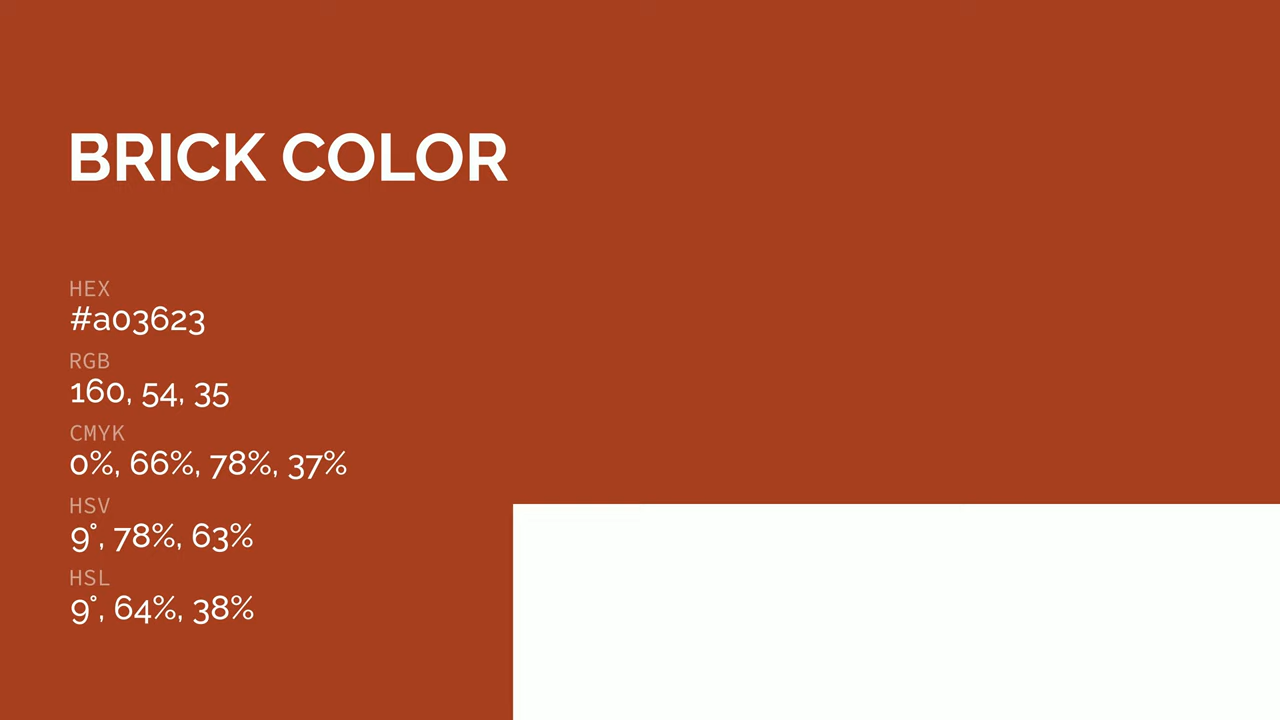 BRICK COLOR
HEX
#a03623
RGB
160, 54, 35
CMYK
0%, 66%, 78%, 37%
HSV
9°, 78%, 63%
HSL
9°, 64%, 38%